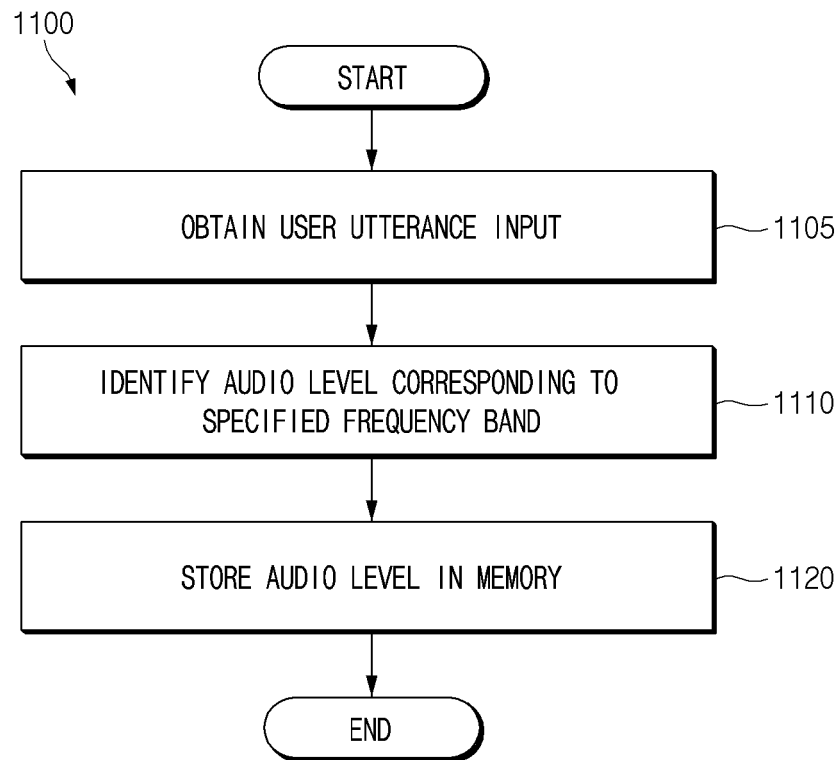 1100
START
OBTAIN USER UTTERANCE INPUT
1105
IDENTIFY AUDIO LEVEL CORRESPONDING TO
SPECIFIED FREQUENCY BAND
1110
STORE AUDIO LEVEL IN MEMORY
1120
END